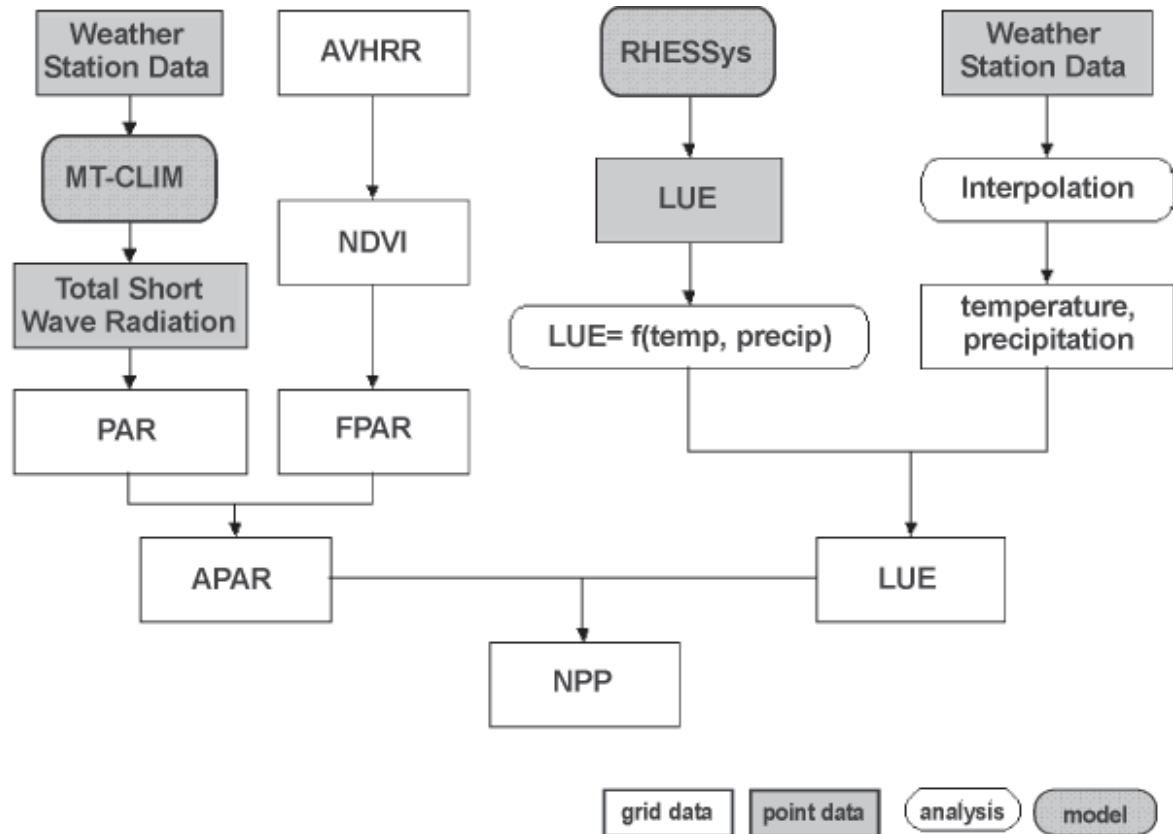 Weather
Station Data
AVHRR
RHESSys
Weather
Station Data
MT-CLIM
LUE
Interpolation
NDVI
Total Short
Wave Radiation
LUE= f(temp, precip)
temperature,
precipitation
PAR
FPAR
APAR
LUE
NPP
grid data
point data
analysis
model